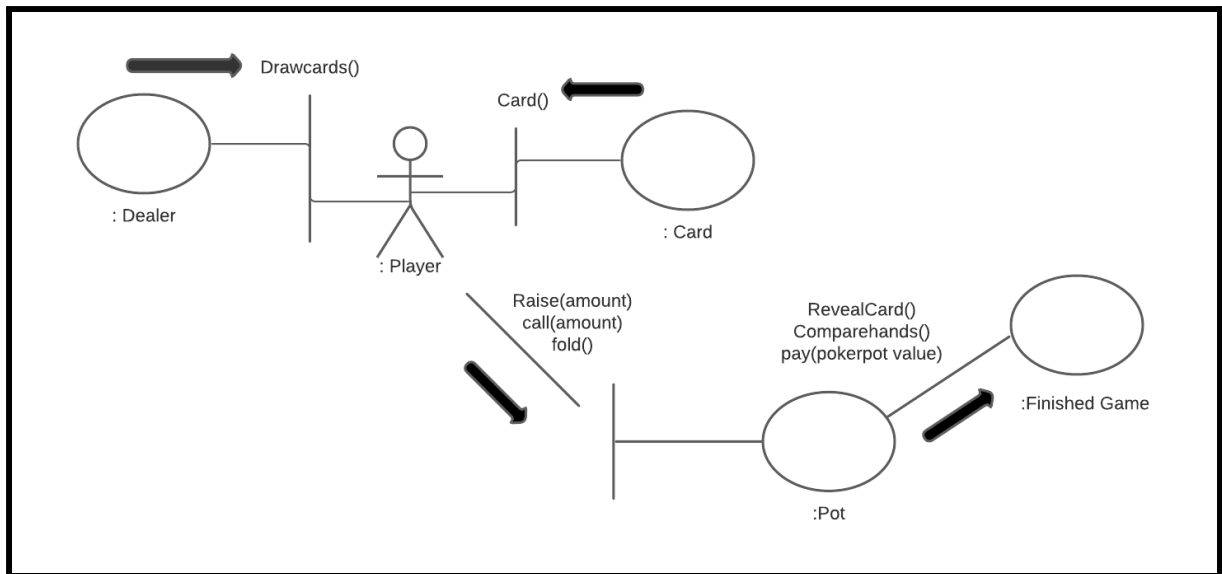 Drawcards()
Card()
: Dealer
: Card
: Player
Raise(amount)
call(amount)
fold()
RevealCard()
Comparehands()
pay(pokerpot value)
:Finished Game
:Pot